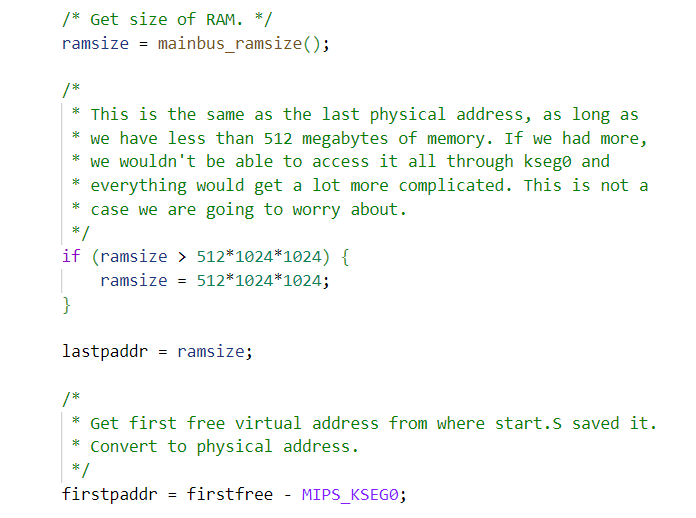 /* Get size of RAM. */
ramsize = mainbus_ramsize();
/*
* This is the same as the last physical address, as long as
* we have less than 512 megabytes of memory. If we had more,
* we wouldn't be able to access it all through kseg0 and
* everything would get a lot more complicated. This is not a
* case we are going to worry about.
*/
if (ramsize > 512*1024*1024) {
ramsize = 512*1024*1024;
}
lastpaddr = ramsize;
/*
* Get first free virtual address from where start.S saved it.
* Convert to physical address.
*/
firstpaddr = firstfree - MIPS_KSEG0;